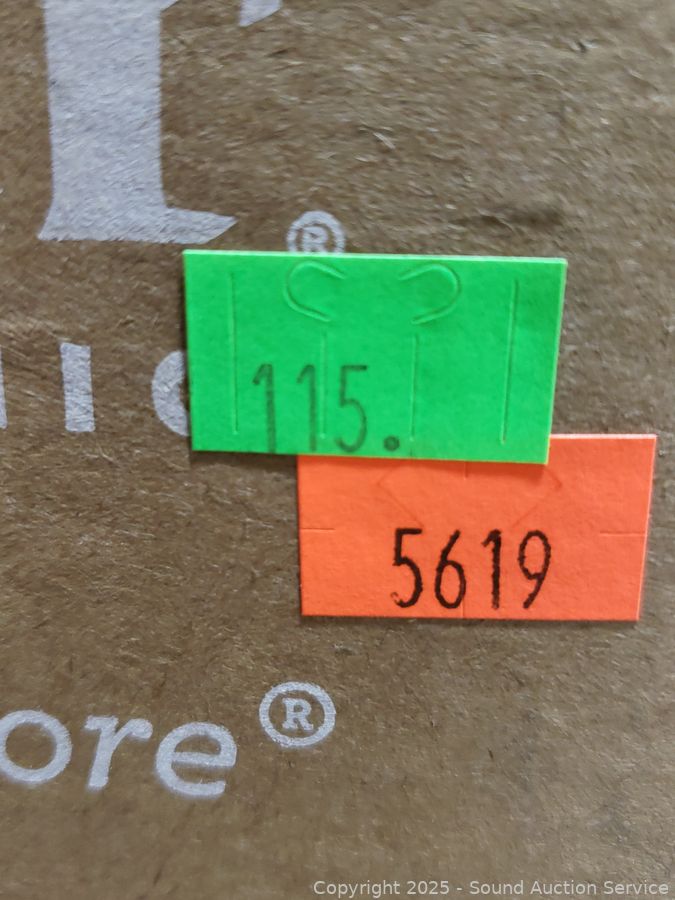 ®
115.
5619
ore®
Copyright 2025 - Sound Auction Service